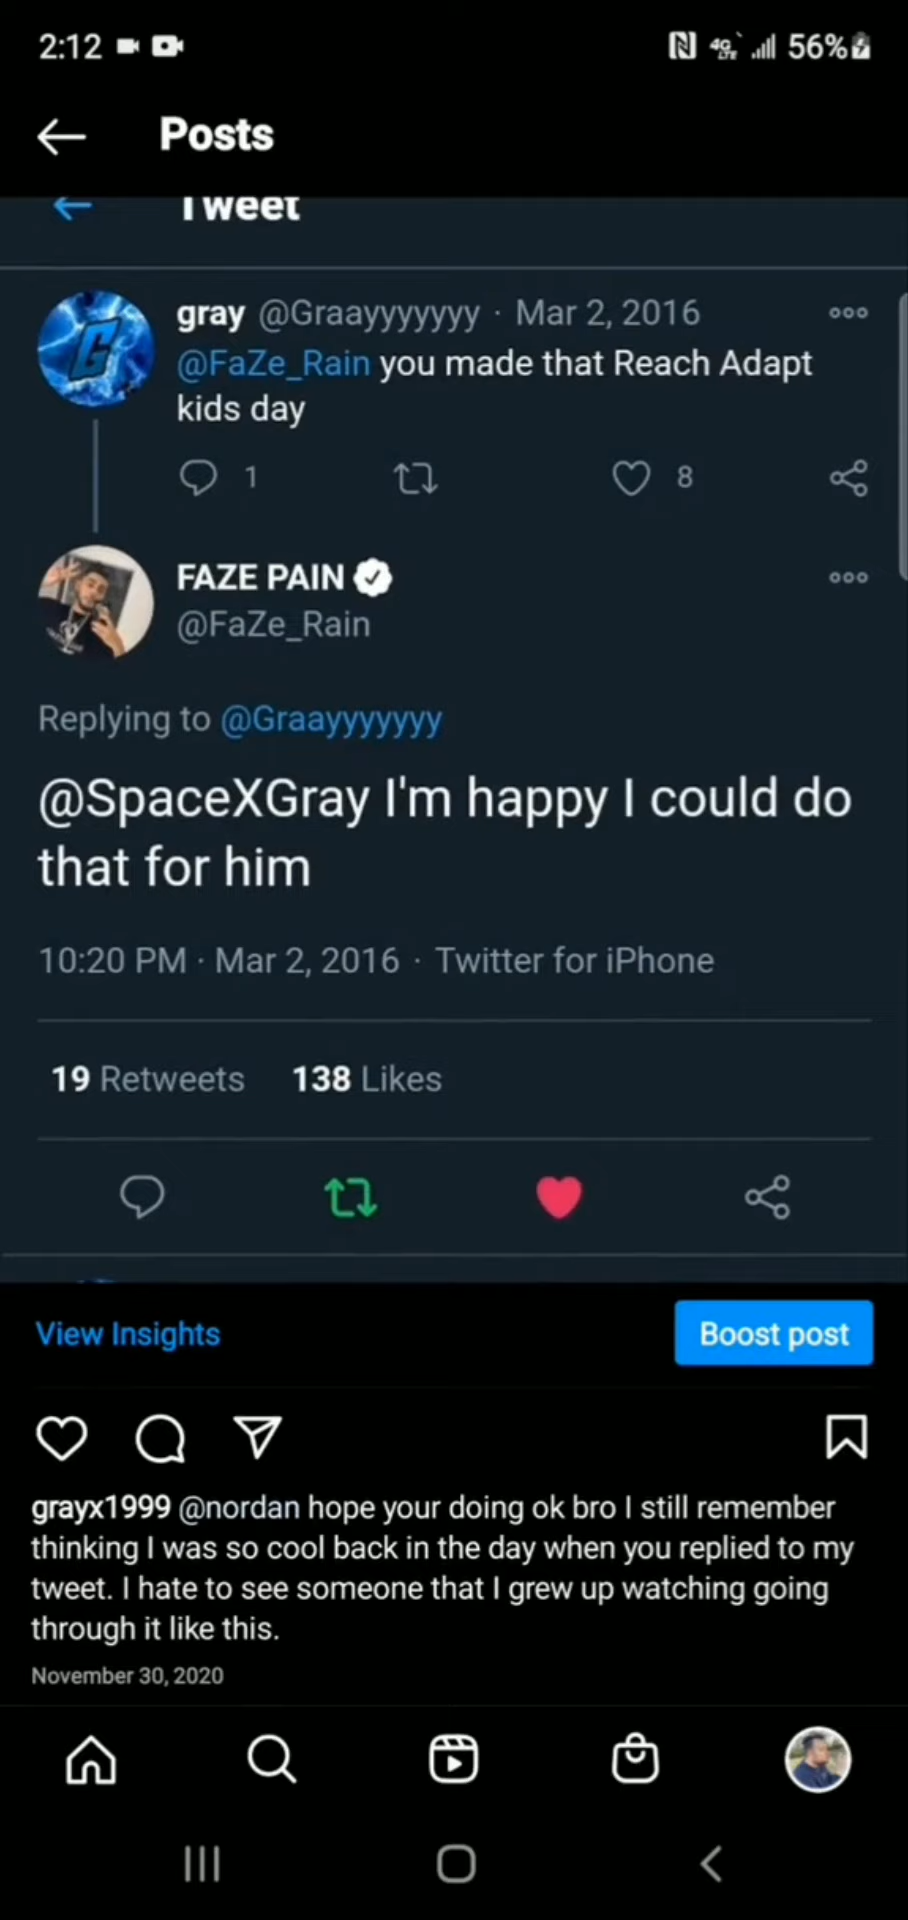 2:12 4G LTE 56%
Posts
Tweet
gray @Graayyyyyyy · Mar 2, 2016
@FaZe_Rain you made that Reach Adapt
kids day
1 8
FAZE PAIN
@FaZe_Rain
Replying to @Graayyyyyyy
@SpaceXGray I'm happy I could do
that for him
10:20 PM · Mar 2, 2016 · Twitter for iPhone
19 Retweets 138 Likes
View Insights Boost post
grayx1999 @nordan hope your doing ok bro I still remember
thinking I was so cool back in the day when you replied to my
tweet. I hate to see someone that I grew up watching going
through it like this.
November 30, 2020